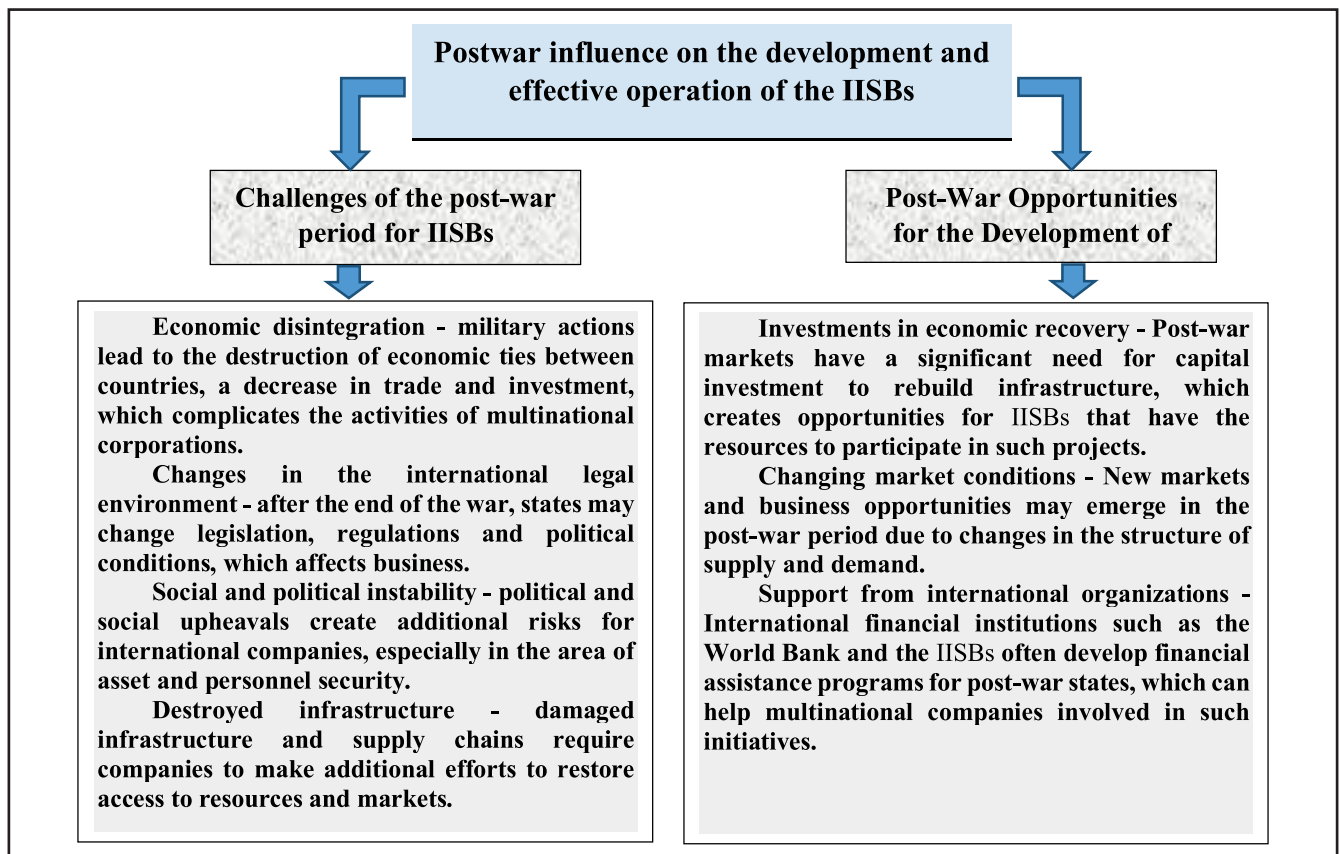 Postwar influence on the development and
effective operation of the IISBs
Challenges of the post-war
period for IISBs
Post-War Opportunities
for the Development of
Economic disintegration - military actions
lead to the destruction of economic ties between
countries, a decrease in trade and investment,
which complicates the activities of multinational
corporations.
Changes in the international legal
environment - after the end of the war, states may
change legislation, regulations and political
conditions, which affects business.
Social and political instability - political and
social upheavals create additional risks for
international companies, especially in the area of
asset and personnel security.
Destroyed infrastructure - damaged
infrastructure and supply chains require
companies to make additional efforts to restore
access to resources and markets.
Investments in economic recovery - Post-war
markets have a significant need for capital
investment to rebuild infrastructure, which
creates opportunities for IISBs that have the
resources to participate in such projects.
Changing market conditions - New markets
and business opportunities may emerge in the
post-war period due to changes in the structure of
supply and demand.
Support from international organizations -
International financial institutions such as the
World Bank and the IISBs often develop financial
assistance programs for post-war states, which can
help multinational companies involved in such
initiatives.